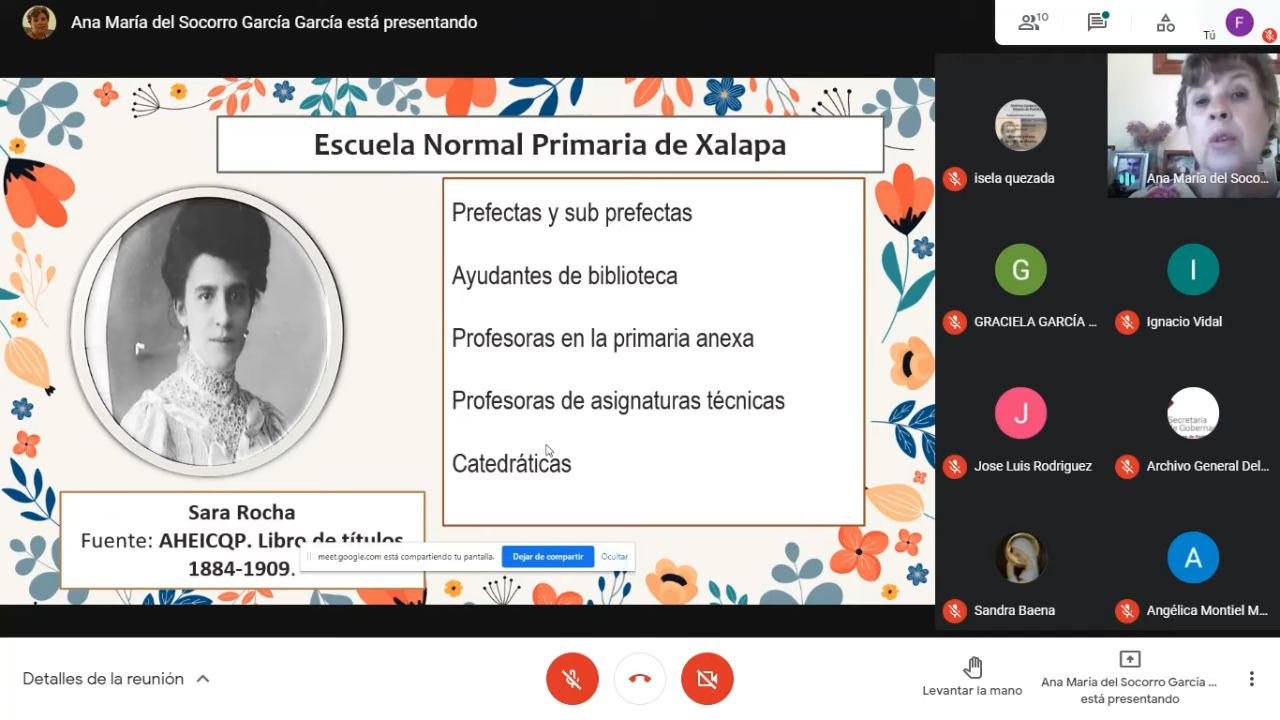 Ana María del Socorro García García está presentando
10
Tú
F
Escuela Normal Primaria de Xalapa
Prefectas y sub prefectas
Ayudantes de biblioteca
Profesoras en la primaria anexa
Profesoras de asignaturas técnicas
Catedráticas
Sara Rocha
Fuente: AHEICQP. Libro de títulos
1884-1909.
meet.google.com está compartiendo tu pantalla.
Dejar de compartir
Ocultar
isela quezada
Ana María del Soco...
G
I
GRACIELA GARCÍA ...
Ignacio Vidal
J
Secretaría
de Goberna
Jose Luis Rodriguez
Archivo General Del...
A
Sandra Baena
Angélica Montiel M...
Detalles de la reunión
Levantar la mano
Ana María del Socorro García ...
está presentando